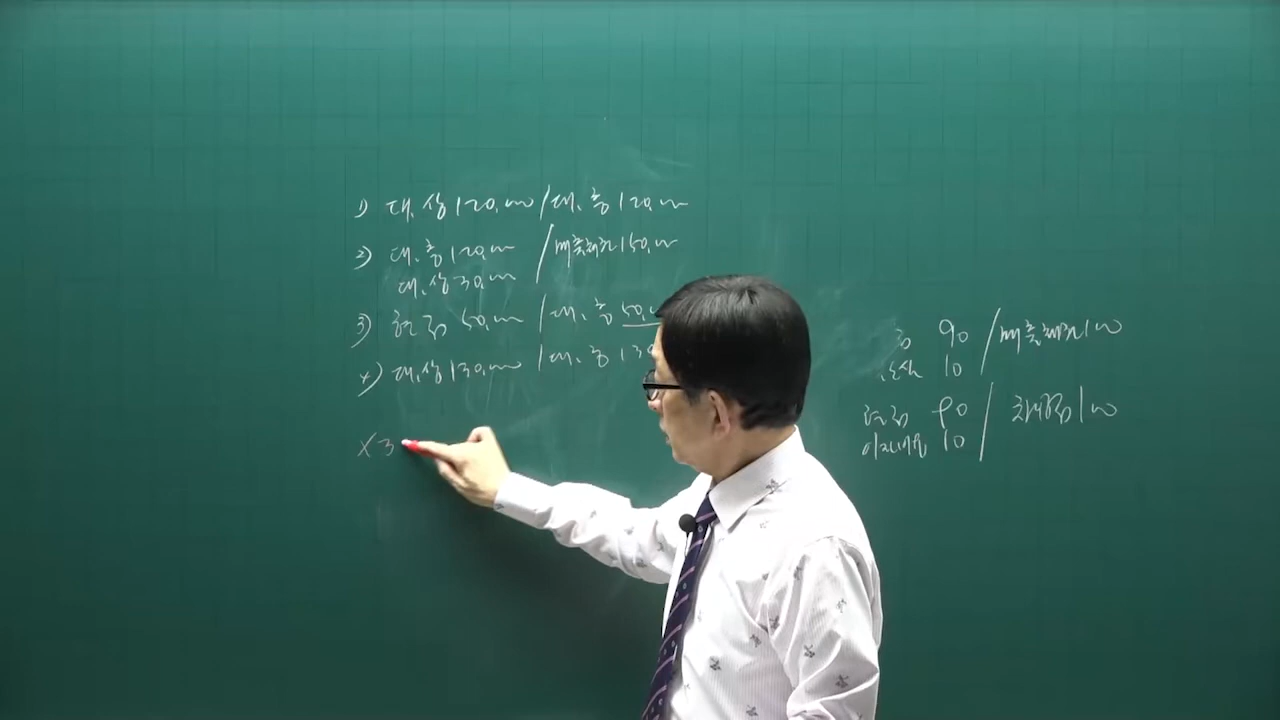 1) 대.상 120,000 / 대.충 120,000
2) 대.충 120,000 / 매출채권 150,000
대.상 30,000
3) 현금 50,000 / 대.충 50,
4) 대.상 130,000 / 대.충 130
X3
90 / 매출채권 100
10
현금 90 / 차입금 100
이자비용 10